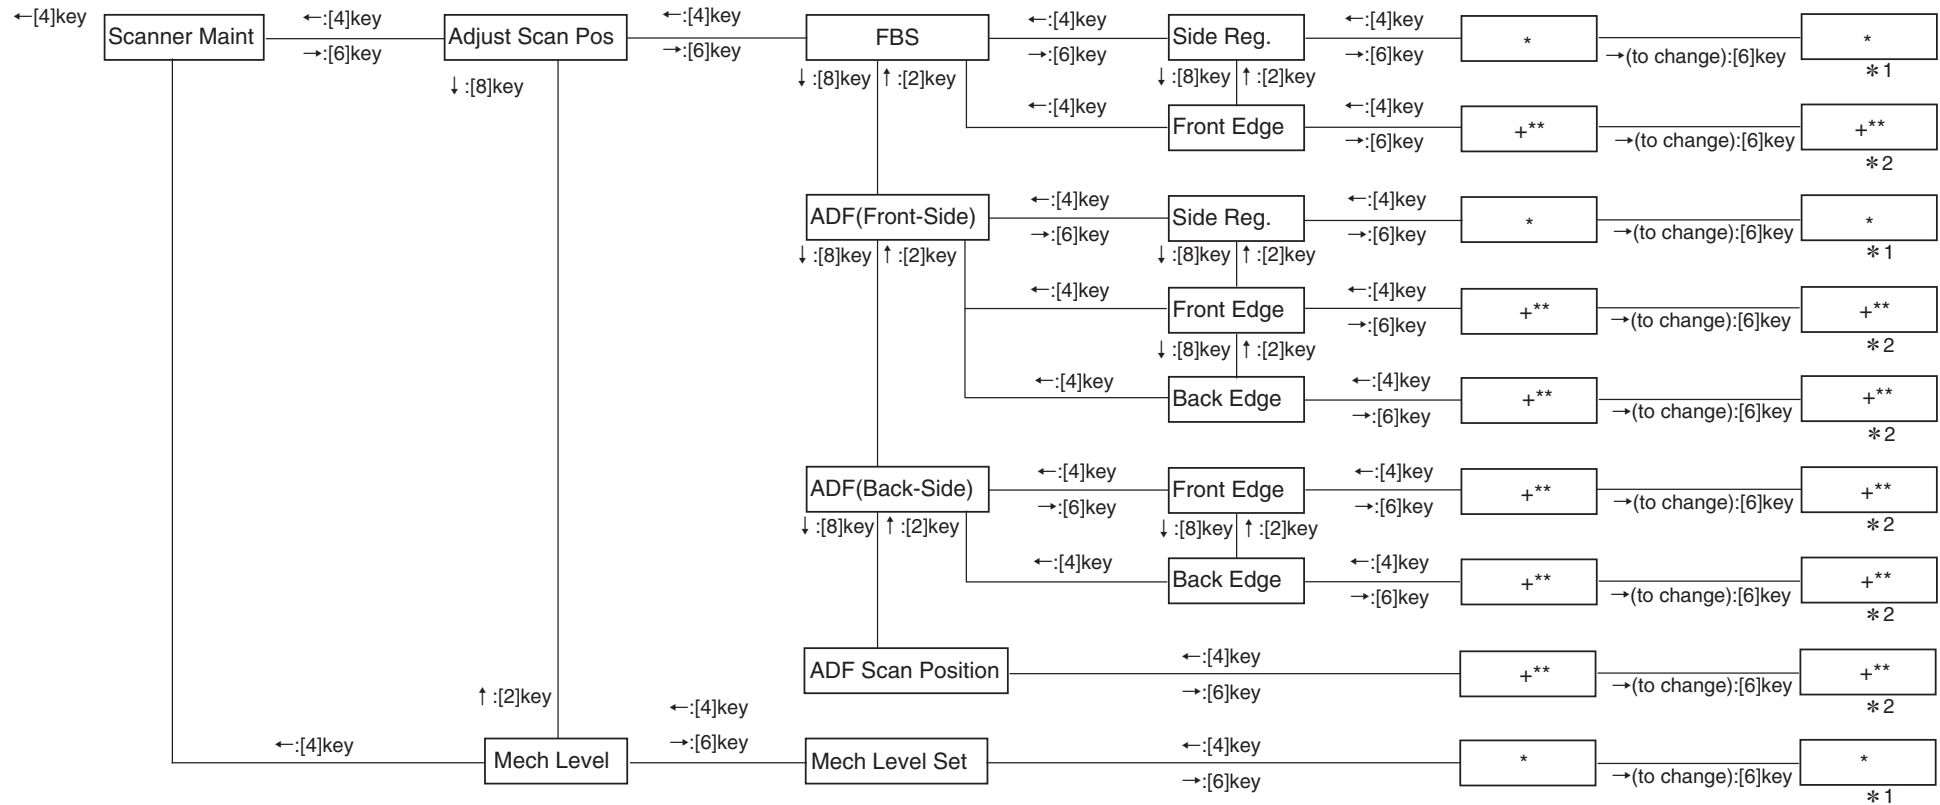 ←:[4]key
Scanner Maint
←:[4]key
→:[6]key
Adjust Scan Pos
←:[4]key
→:[6]key
FBS
←:[4]key
→:[6]key
Side Reg.
←:[4]key
→:[6]key
*
→(to change):[6]key
*
*1
↓:[8]key
↓:[8]key ↑:[2]key
↓:[8]key ↑:[2]key
←:[4]key
Front Edge
←:[4]key
→:[6]key
+**
→(to change):[6]key
+**
*2
ADF(Front-Side)
←:[4]key
→:[6]key
Side Reg.
←:[4]key
→:[6]key
*
→(to change):[6]key
*
*1
↓:[8]key ↑:[2]key
↓:[8]key ↑:[2]key
←:[4]key
Front Edge
←:[4]key
→:[6]key
+**
→(to change):[6]key
+**
*2
↓:[8]key ↑:[2]key
←:[4]key
Back Edge
←:[4]key
→:[6]key
+**
→(to change):[6]key
+**
*2
ADF(Back-Side)
←:[4]key
→:[6]key
Front Edge
←:[4]key
→:[6]key
+**
→(to change):[6]key
+**
*2
↓:[8]key ↑:[2]key
↓:[8]key ↑:[2]key
←:[4]key
Back Edge
←:[4]key
→:[6]key
+**
→(to change):[6]key
+**
*2
ADF Scan Position
←:[4]key
→:[6]key
+**
→(to change):[6]key
+**
*2
↑:[2]key
←:[4]key
Mech Level
←:[4]key
→:[6]key
Mech Level Set
←:[4]key
→:[6]key
*
→(to change):[6]key
*
*1